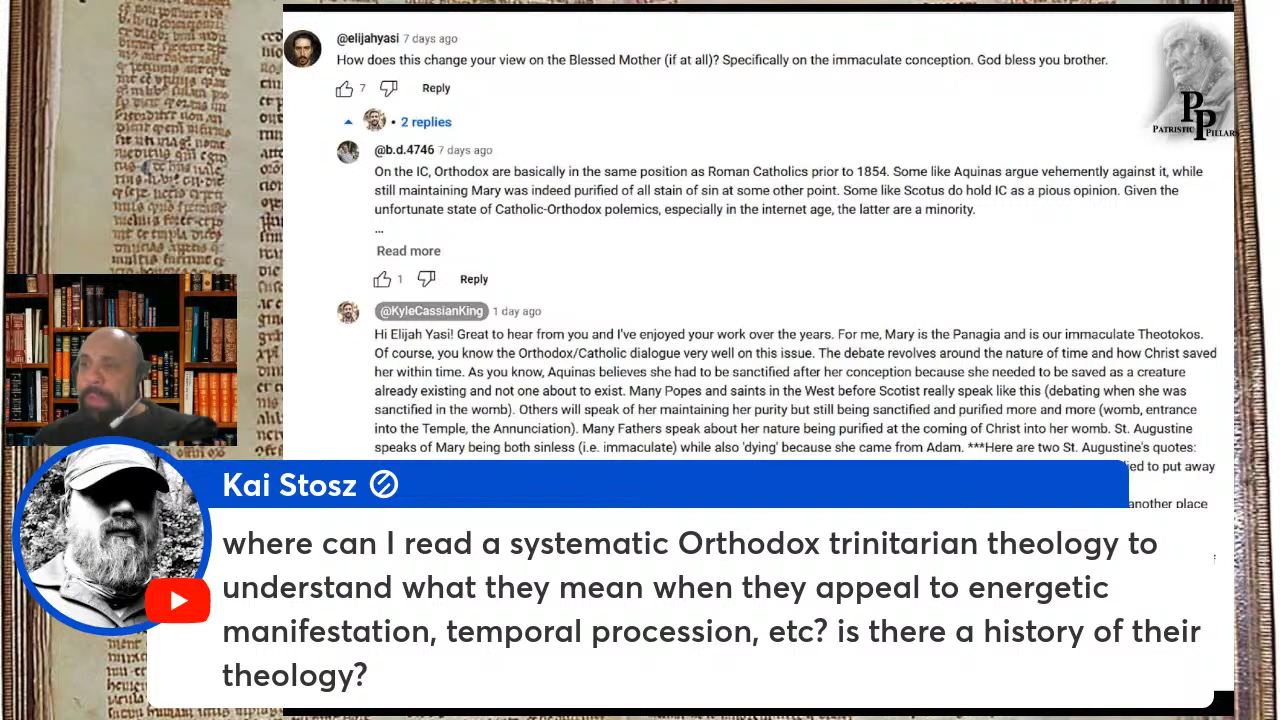 @elijahyasi 7 days ago
How does this change your view on the Blessed Mother (if at all)? Specifically on the immaculate conception. God bless you brother.
7 Reply
• 2 replies
@b.d.4746 7 days ago
On the IC, Orthodox are basically in the same position as Roman Catholics prior to 1854. Some like Aquinas argue vehemently against it, while
still maintaining Mary was indeed purified of all stain of sin at some other point. Some like Scotus do hold IC as a pious opinion. Given the
unfortunate state of Catholic-Orthodox polemics, especially in the internet age, the latter are a minority.
...
Read more
1 Reply
@KyleCassianKing 1 day ago
Hi Elijah Yasi! Great to hear from you and I've enjoyed your work over the years. For me, Mary is the Panagia and is our immaculate Theotokos.
Of course, you know the Orthodox/Catholic dialogue very well on this issue. The debate revolves around the nature of time and how Christ saved
her within time. As you know, Aquinas believes she had to be sanctified after her conception because she needed to be saved as a creature
already existing and not one about to exist. Many Popes and saints in the West before Scotist really speak like this (debating when she was
sanctified in the womb). Others will speak of her maintaining her purity but still being sanctified and purified more and more (womb, entrance
into the Temple, the Annunciation). Many Fathers speak about her nature being purified at the coming of Christ into her womb. St. Augustine
speaks of Mary being both sinless (i.e. immaculate) while also 'dying' because she came from Adam. ***Here are two St. Augustine's quotes:
to put away
another place
PP
PATRISTIC PILLARS
Kai Stosz
where can I read a systematic Orthodox trinitarian theology to
understand what they mean when they appeal to energetic
manifestation, temporal procession, etc? is there a history of their
theology?